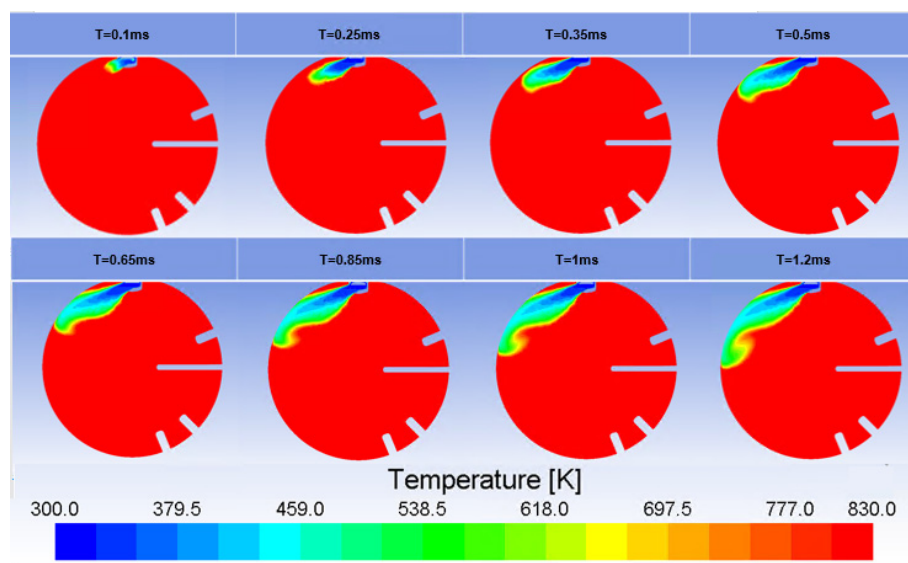 T=0.1ms T=0.25ms T=0.35ms T=0.5ms
T=0.65ms T=0.85ms T=1ms T=1.2ms
Temperature [K]
300.0 379.5 459.0 538.5 618.0 697.5 777.0 830.0